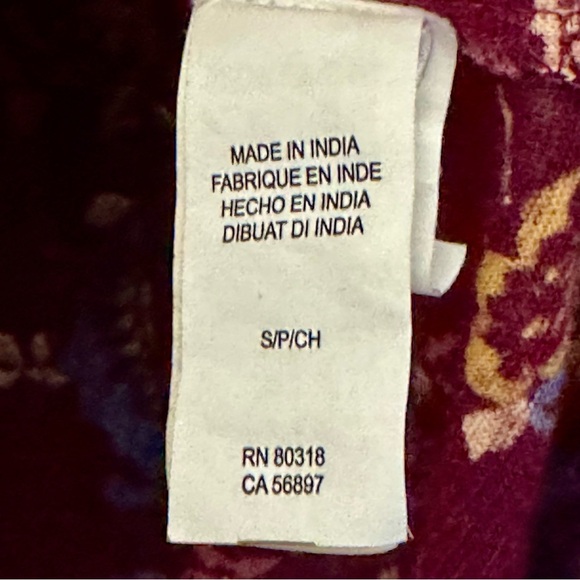 MADE IN INDIA
FABRIQUE EN INDE
HECHO EN INDIA
DIBUAT DI INDIA
S/P/CH
RN 80318
CA 56897